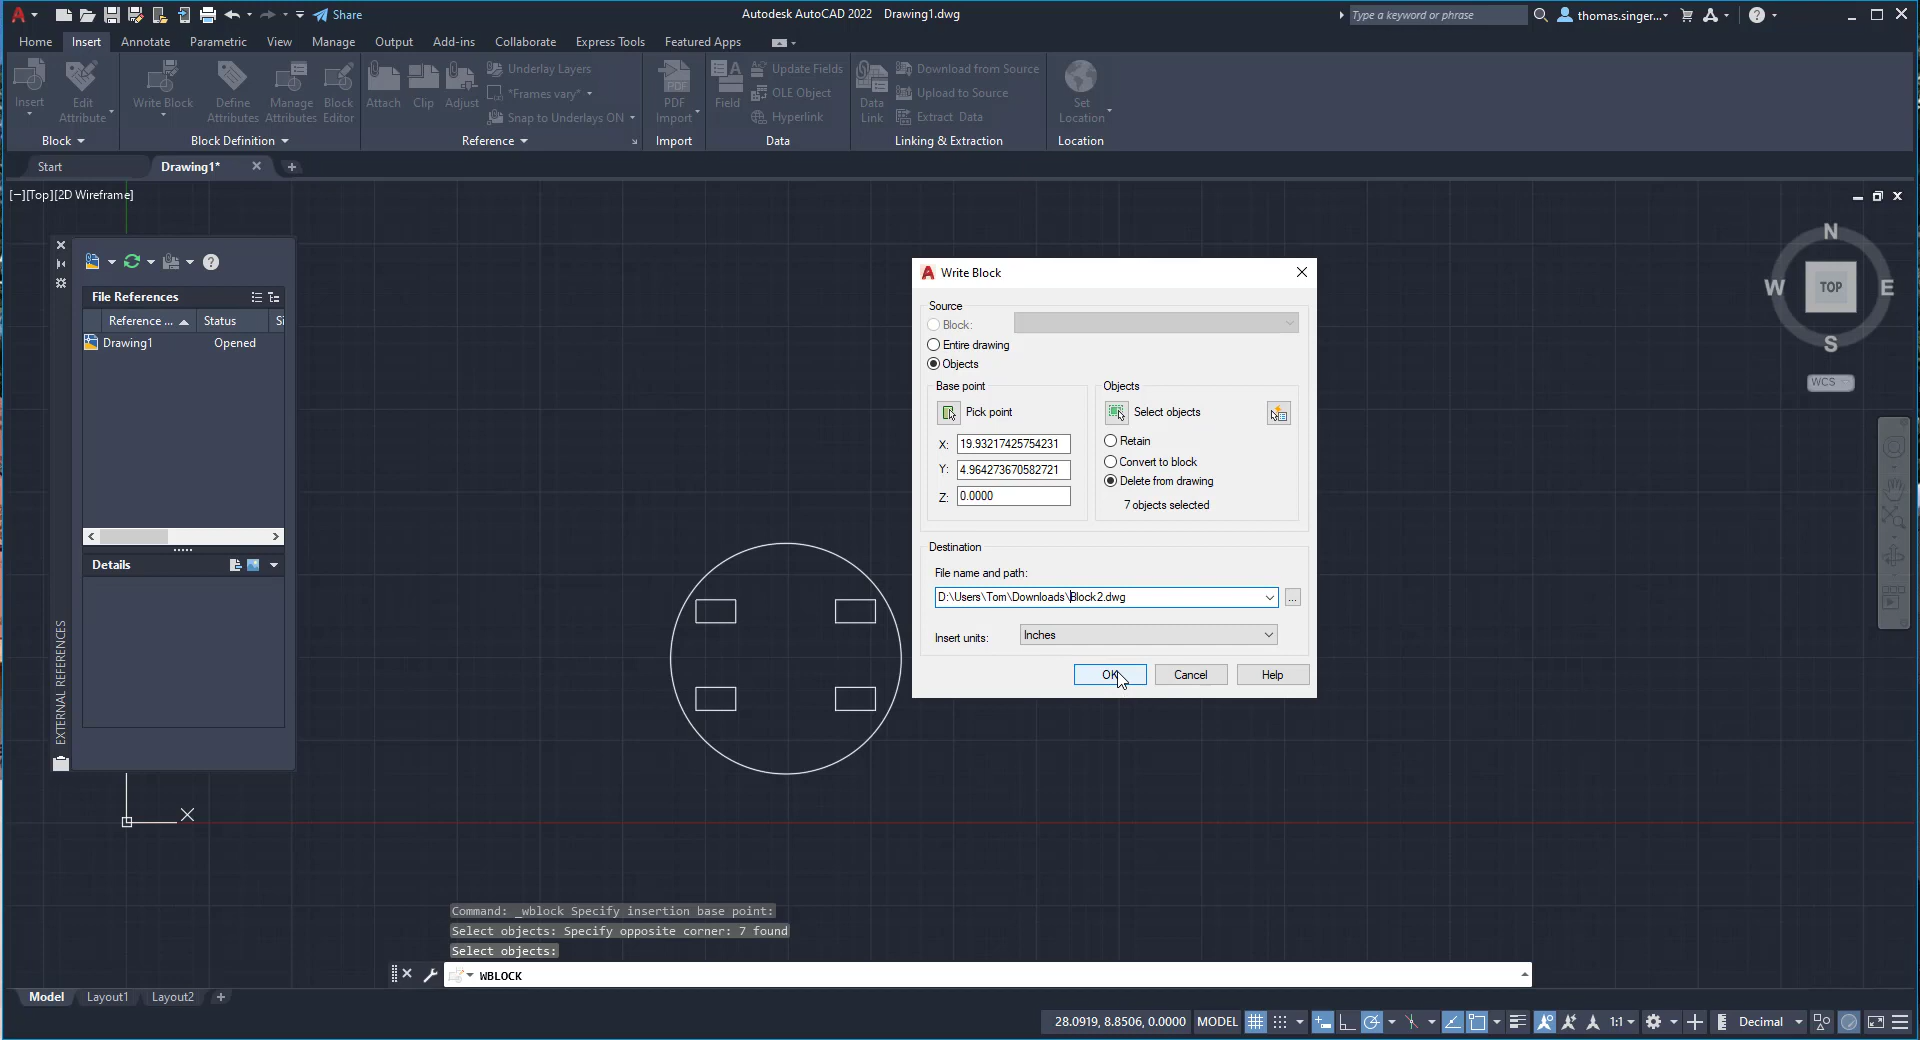 Share
Autodesk AutoCAD 2022 Drawing1.dwg
Type a keyword or phrase
thomas.singer...
Home Insert Annotate Parametric View Manage Output Add-ins Collaborate Express Tools Featured Apps
Insert
Edit
Attribute
Block
Write Block
Define
Attributes
Manage
Attributes
Block
Editor
Block Definition
Attach
Clip
Adjust
Underlay Layers
*Frames vary*
Snap to Underlays ON
Reference
PDF
PDF
Import
Import
Field
Update Fields
OLE Object
Hyperlink
Data
Data
Link
Download from Source
Upload to Source
Extract Data
Linking & Extraction
Set
Location
Location
Start
Drawing1*
[−][Top][2D Wireframe]
File References
Reference ... Status Si
Drawing1 Opened
Details
EXTERNAL REFERENCES
N
W TOP E
S
WCS
Write Block
Source
Block:
Entire drawing
Objects
Base point
Pick point
X: 19.93217425754231
Y: 4.964273670582721
Z: 0.0000
Objects
Select objects
Retain
Convert to block
Delete from drawing
7 objects selected
Destination
File name and path:
D:\Users\Tom\Downloads\Block2.dwg
...
Insert units: Inches
OK Cancel Help
X
Command: _wblock Specify insertion base point:
Select objects: Specify opposite corner: 7 found
Select objects:
WBLOCK
Model Layout1 Layout2
28.0919, 8.8506, 0.0000 MODEL 1:1 Decimal